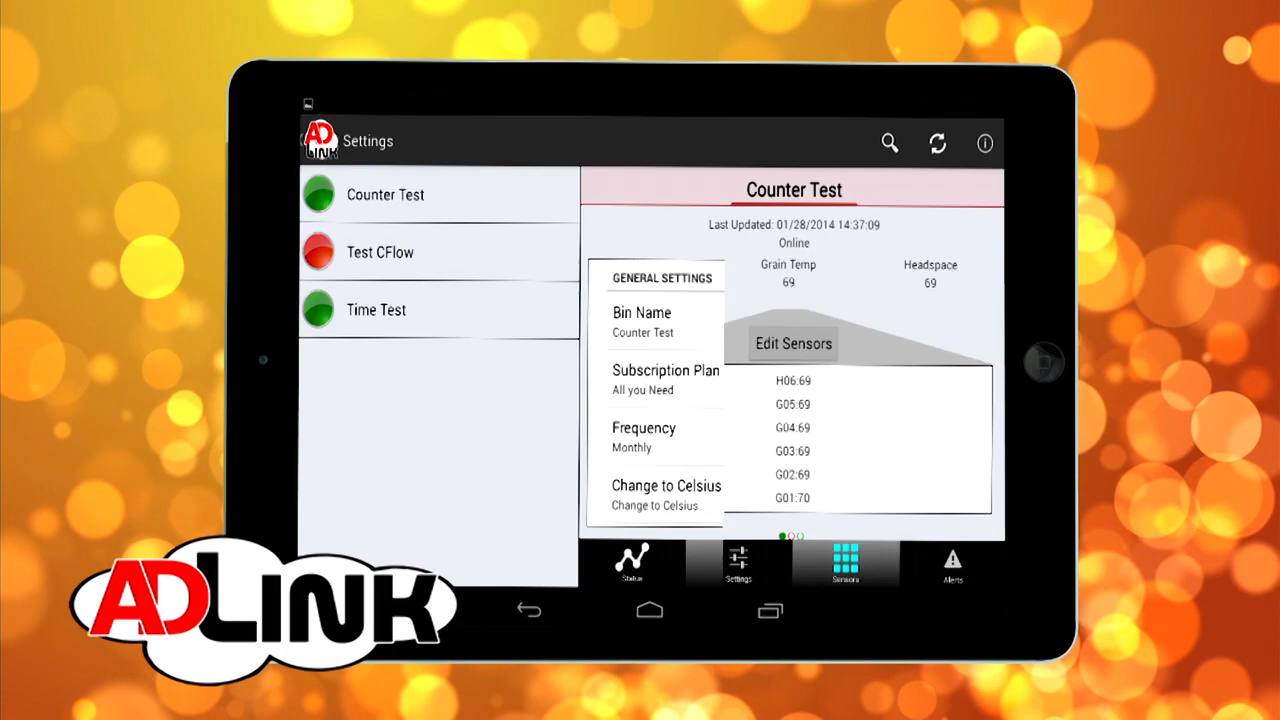 AD
LINK
Settings
Counter Test
Test CFlow
Time Test
Counter Test
Last Updated: 01/28/2014 14:37:09
Online
Grain Temp
69
Headspace
69
GENERAL SETTINGS
Bin Name
Counter Test
Subscription Plan
All you Need
Frequency
Monthly
Change to Celsius
Change to Celsius
Edit Sensors
H06:69
G05:69
G04:69
G03:69
G02:69
G01:70
Status
Settings
Sensors
Alerts
ADLINK